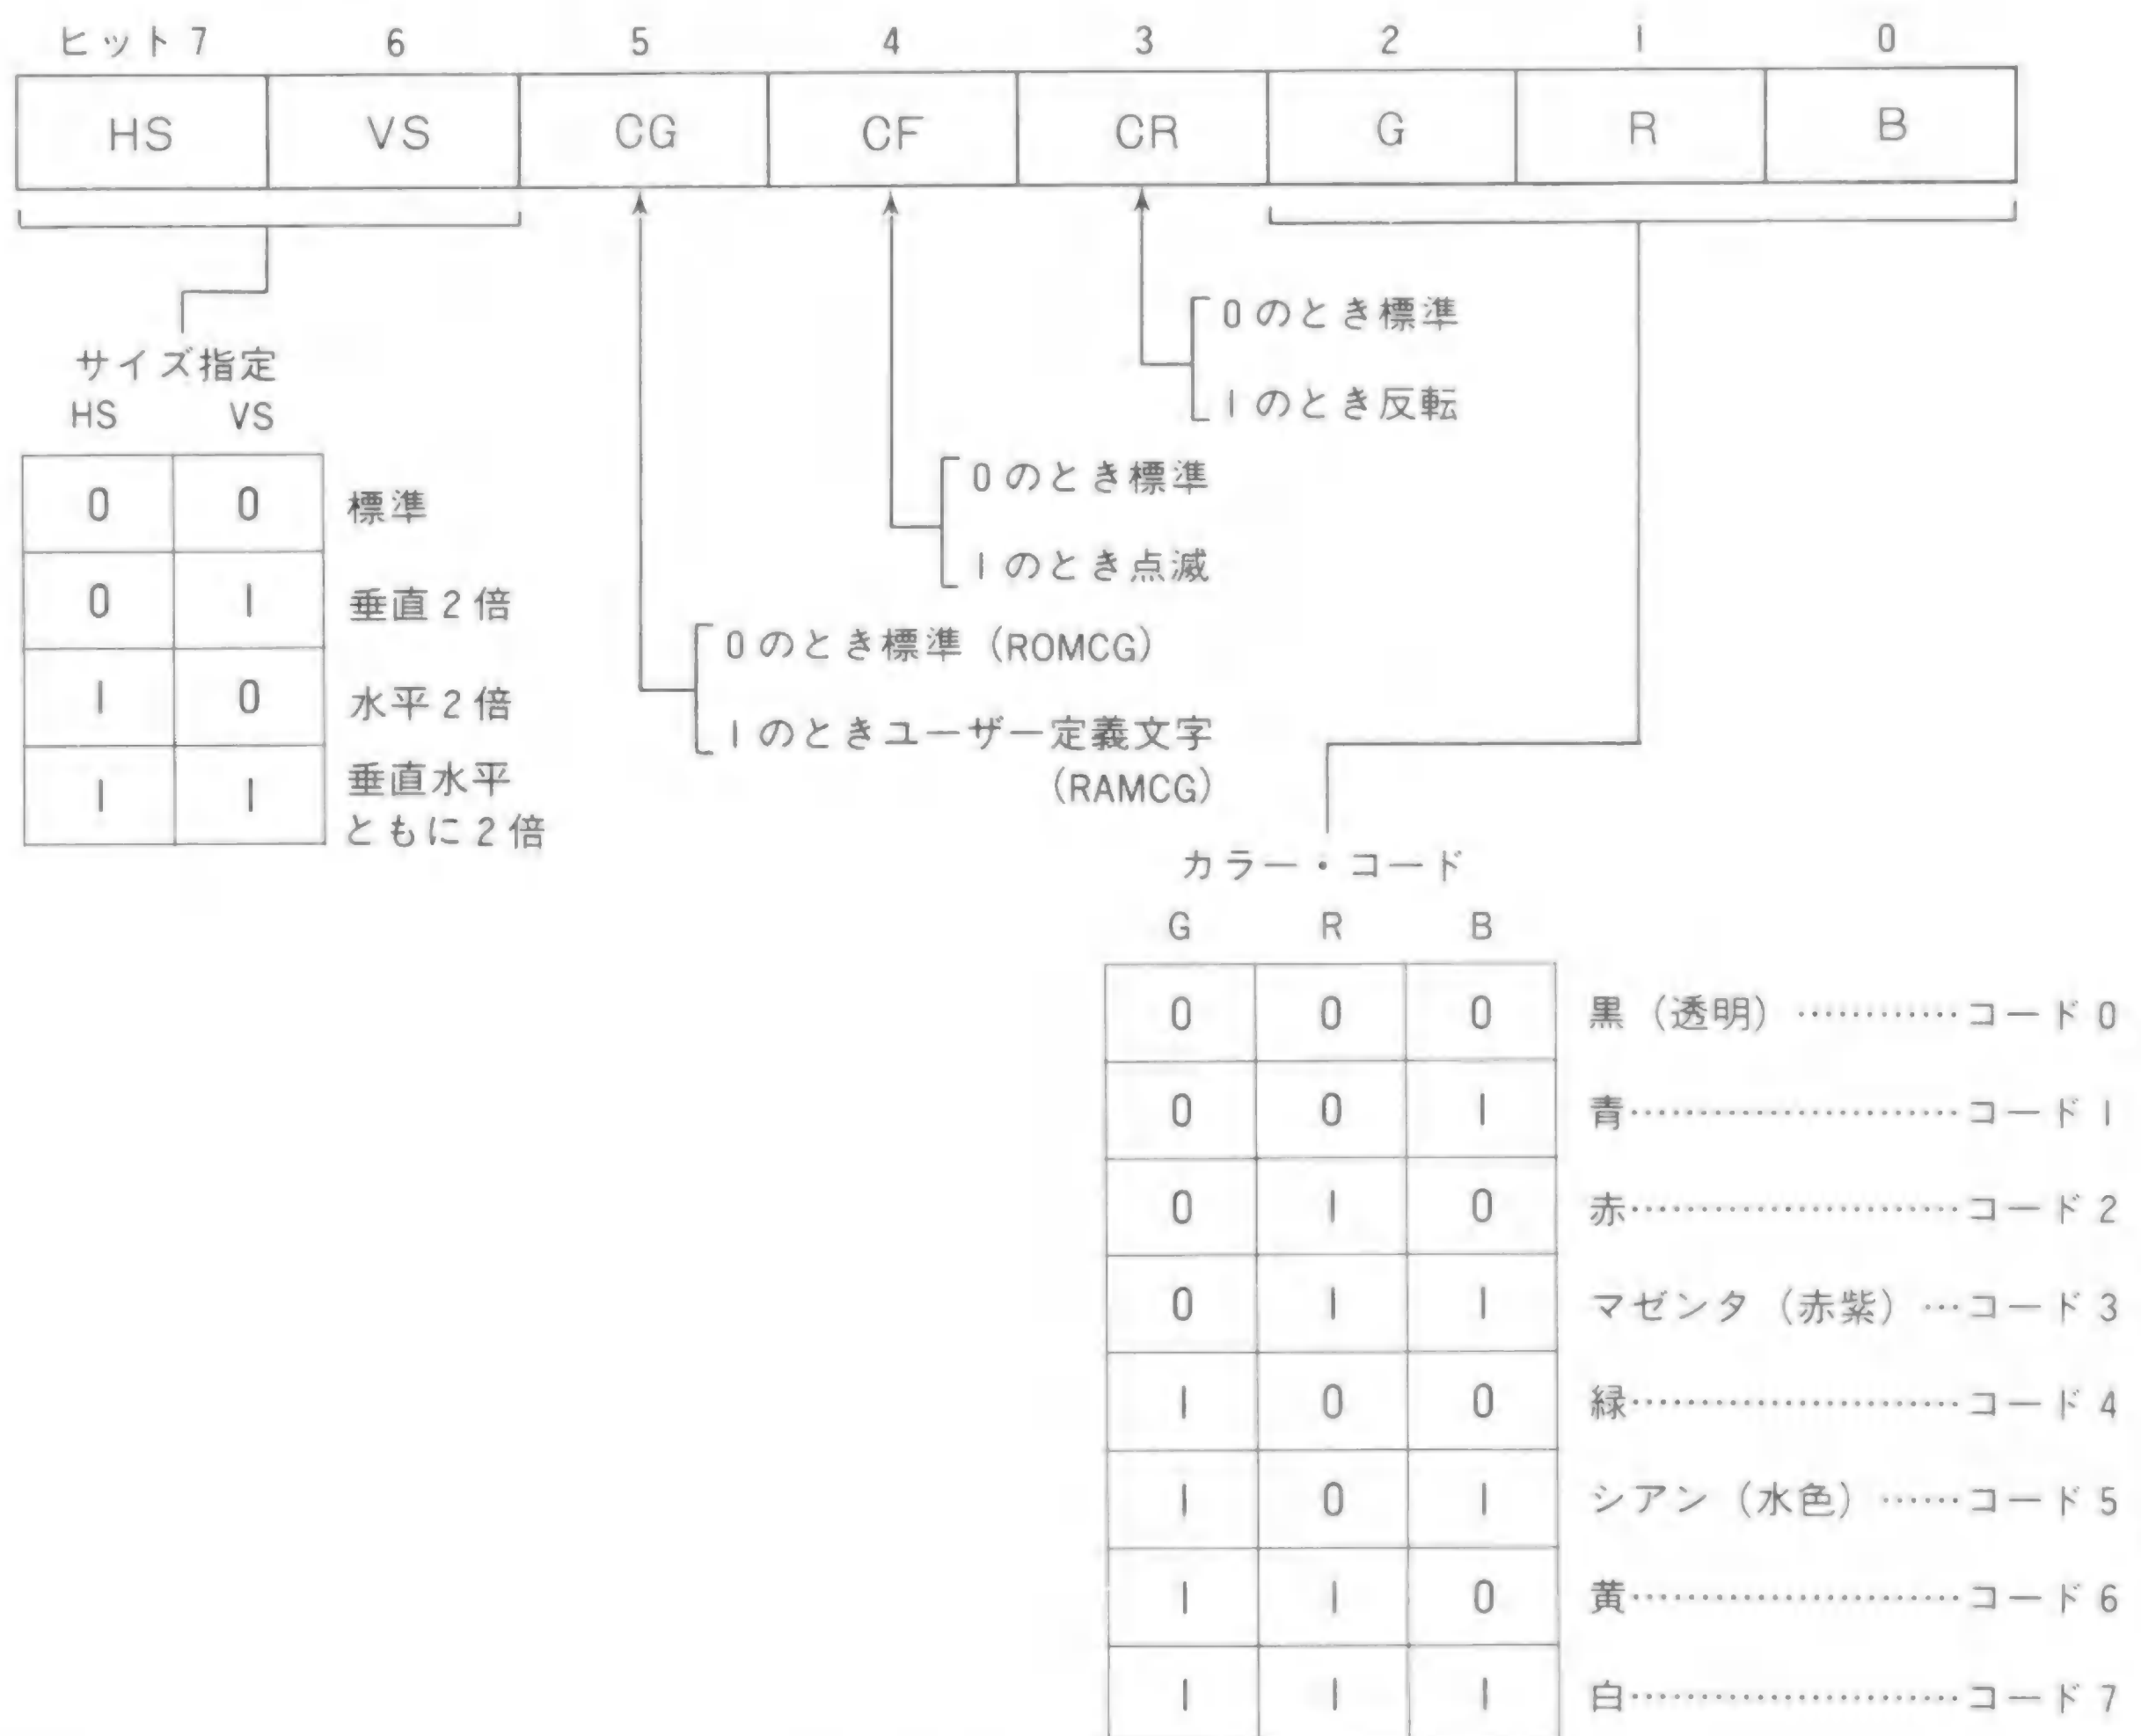 ビット7 6 5 4 3 2 1 0
HS VS CG CF CR G R B
0のとき標準
1のとき反転
サイズ指定
HS VS
0のとき標準
1のとき点滅
0 0 標準
0 1 垂直2倍
1 0 水平2倍
1 1 垂直水平
ともに2倍
0のとき標準(ROMCG)
1のときユーザー定義文字
(RAMCG)
カラー・コード
G R B
0 0 0 黒(透明)…………コード0
0 0 1 青……………………コード1
0 1 0 赤……………………コード2
0 1 1 マゼンタ(赤紫)…コード3
1 0 0 緑……………………コード4
1 0 1 シアン(水色)……コード5
1 1 0 黄……………………コード6
1 1 1 白……………………コード7